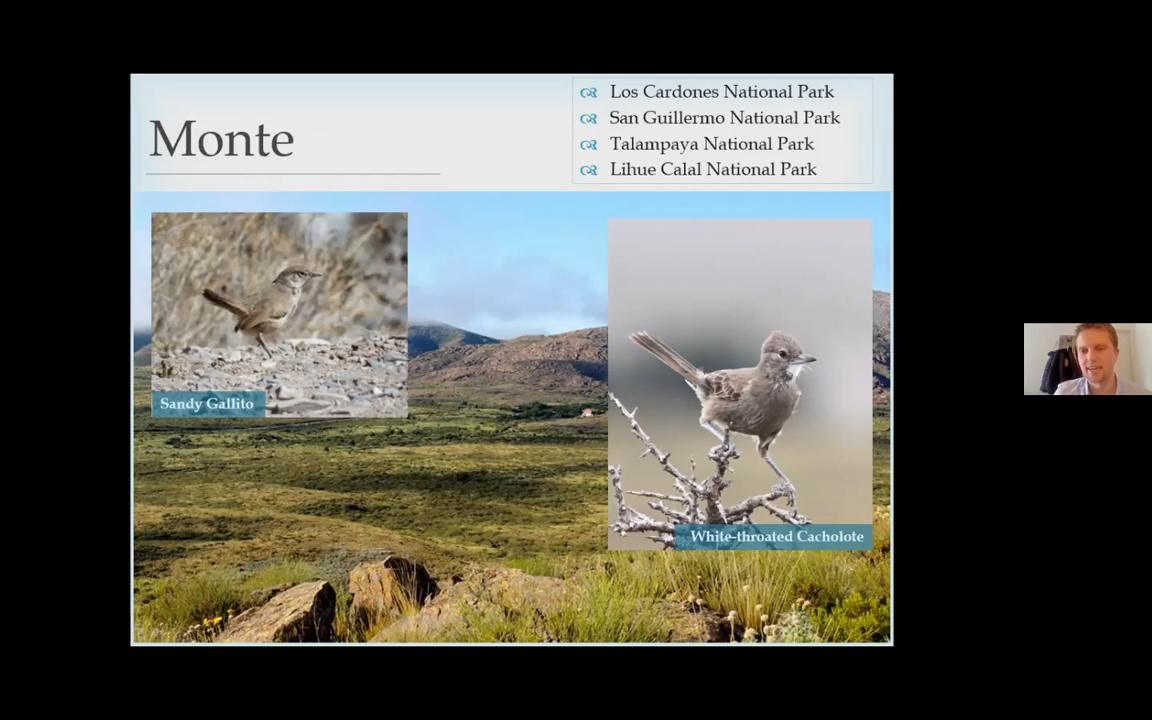 Monte
Los Cardones National Park
San Guillermo National Park
Talampaya National Park
Lihue Calal National Park
Sandy Gallito
White-throated Cacholote